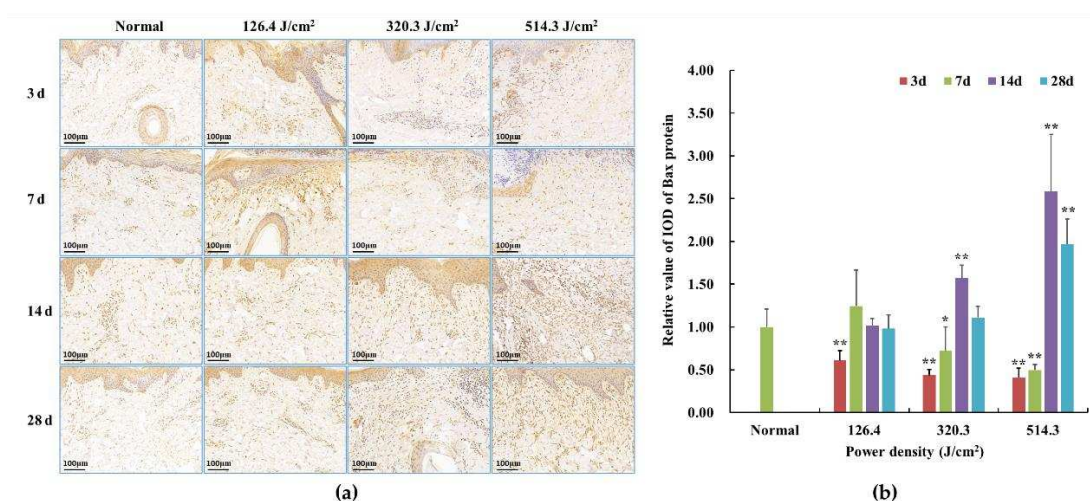 Normal 126.4 J/cm² 320.3 J/cm² 514.3 J/cm²
3 d
100μm 100μm 100μm 100μm
7 d
100μm 100μm 100μm 100μm
14 d
100μm 100μm 100μm 100μm
28 d
100μm 100μm 100μm 100μm
(a)
Relative value of IOD of Bax protein
3d 7d 14d 28d
4.00
3.50
3.00
2.50
2.00
1.50
1.00
0.50
0.00
** ** * ** ** ** ** **
Normal 126.4 320.3 514.3
Power density (J/cm²)
(b)